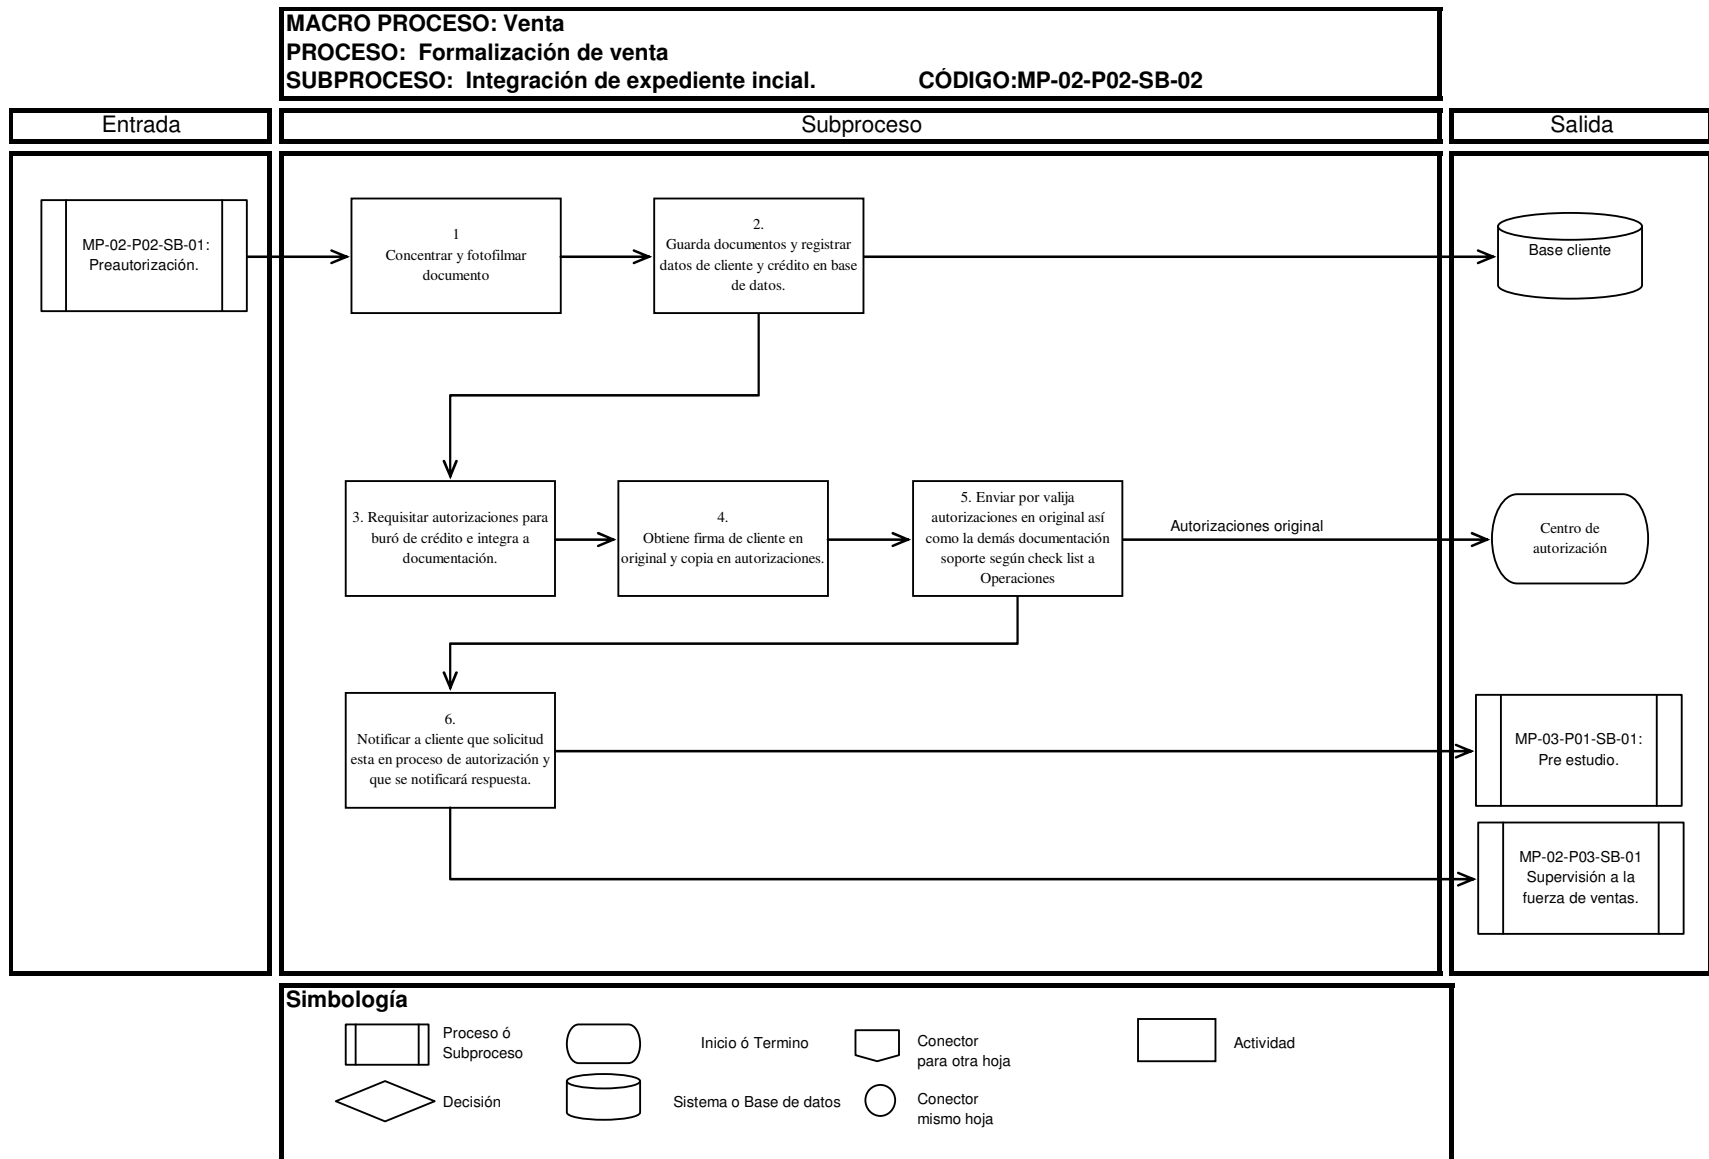 MACRO PROCESO: Venta
PROCESO: Formalización de venta
SUBPROCESO: Integración de expediente incial. CÓDIGO:MP-02-P02-SB-02
Entrada
Subproceso
Salida
MP-02-P02-SB-01:
Preautorización.
1
Concentrar y fotofilmar
documento
2.
Guarda documentos y registrar
datos de cliente y crédito en base
de datos.
Base cliente
3. Requisitar autorizaciones para
buró de crédito e integra a
documentación.
4.
Obtiene firma de cliente en
original y copia en autorizaciones.
5. Enviar por valija
autorizaciones en original así
como la demás documentación
soporte según check list a
Operaciones
Autorizaciones original
Centro de
autorización
6.
Notificar a cliente que solicitud
esta en proceso de autorización y
que se notificará respuesta.
MP-03-P01-SB-01:
Pre estudio.
MP-02-P03-SB-01
Supervisión a la
fuerza de ventas.
Simbología
Proceso ó
Subproceso
Inicio ó Termino
Conector
para otra hoja
Actividad
Decisión
Sistema o Base de datos
Conector
mismo hoja